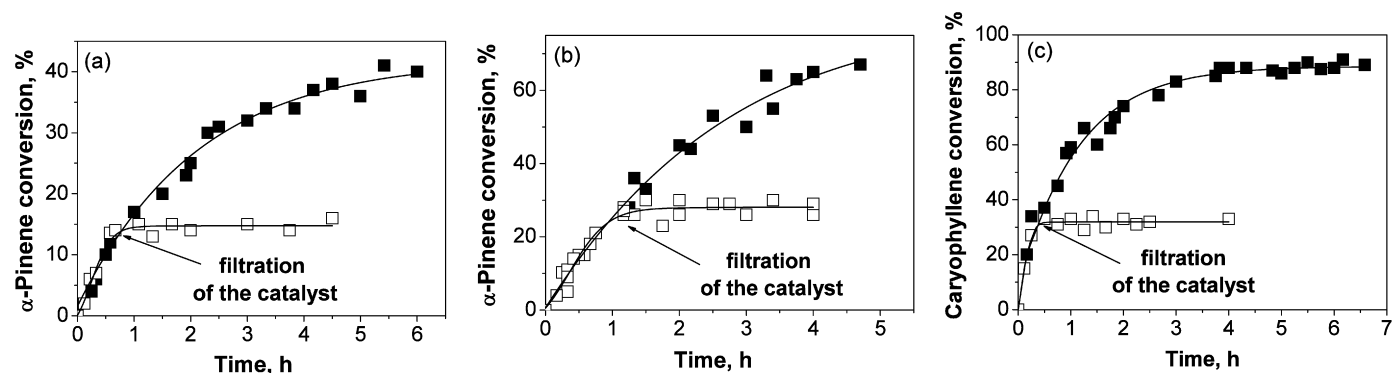 (a)
α-Pinene conversion, %
40
30
20
10
0
0 1 2 3 4 5 6
Time, h
filtration
of the catalyst
(b)
α-Pinene conversion, %
60
40
20
0
0 1 2 3 4 5
Time, h
filtration
of the catalyst
(c)
Caryophyllene conversion, %
100
80
60
40
20
0
0 1 2 3 4 5 6 7
Time, h
filtration
of the catalyst